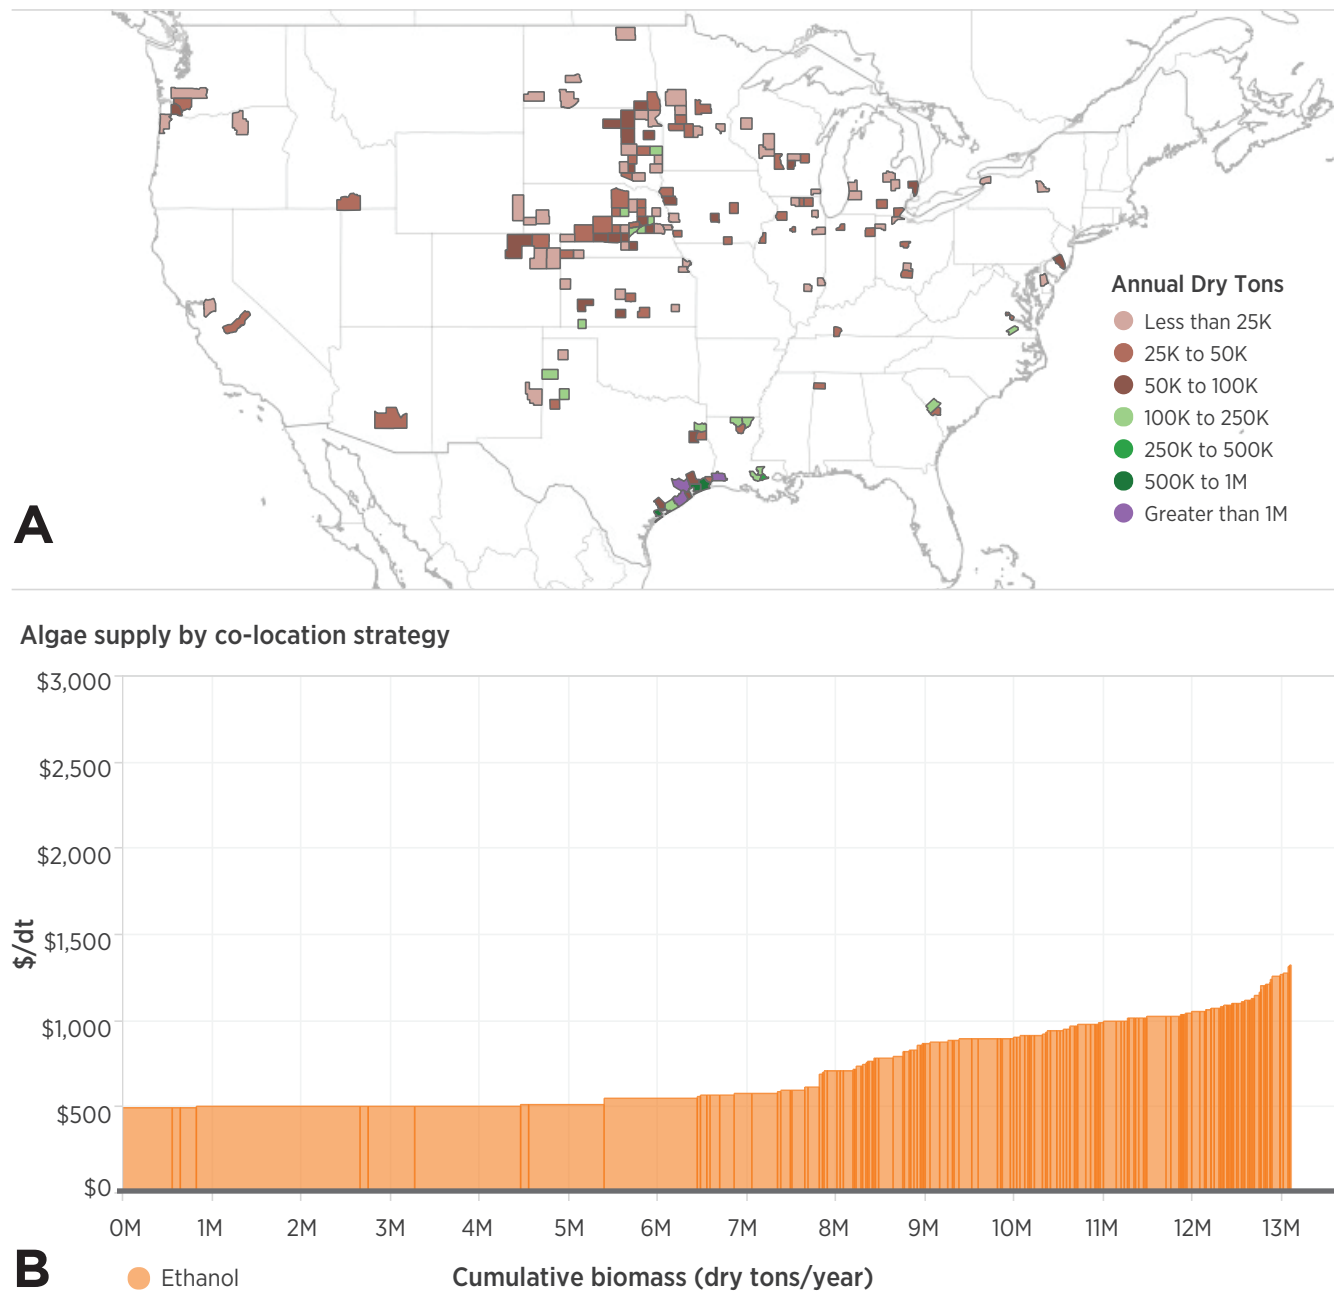 Annual Dry Tons
Less than 25K
25K to 50K
50K to 100K
100K to 250K
250K to 500K
500K to 1M
Greater than 1M
A
Algae supply by co-location strategy
$3,000
$2,500
$2,000
$1,500
$1,000
$500
$0
$/dt
0M 1M 2M 3M 4M 5M 6M 7M 8M 9M 10M 11M 12M 13M
B
Ethanol
Cumulative biomass (dry tons/year)